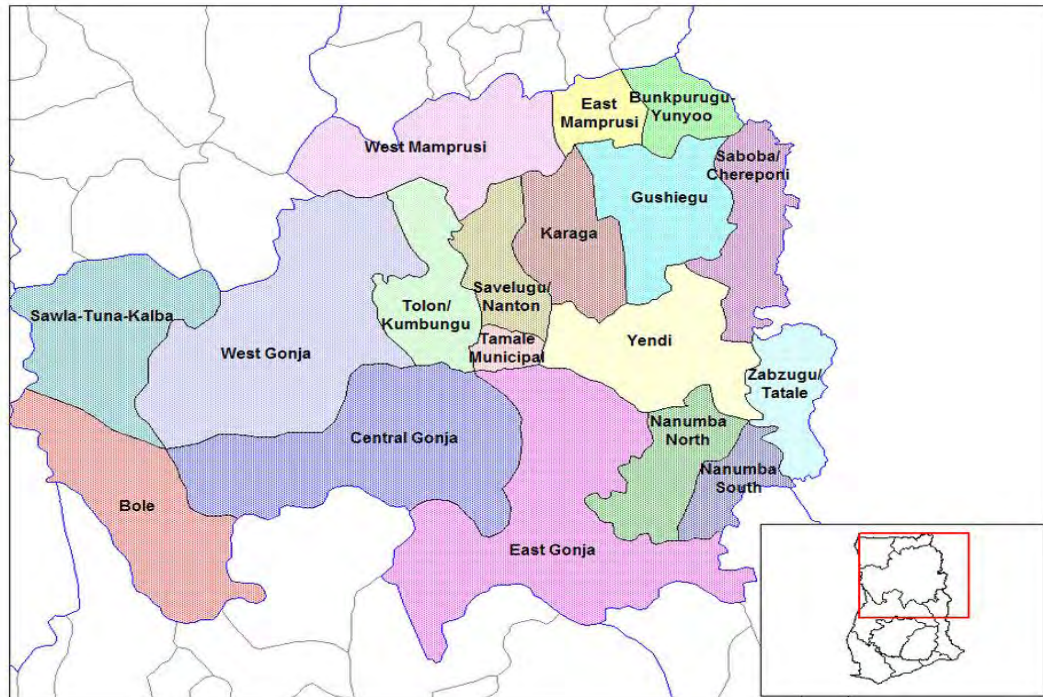 East
Mamprusi
Bunkpurugu-
Yunyoo
West Mamprusi
Saboba/
Chereponi
Gushiegu
Karaga
Sawla-Tuna-Kalba
Tolon/
Kumbungu
Savelugu/
Nanton
Tamale
Municipal
Yendi
West Gonja
Zabzugu/
Tatale
Central Gonja
Nanumba
North
Nanumba
South
Bole
East Gonja